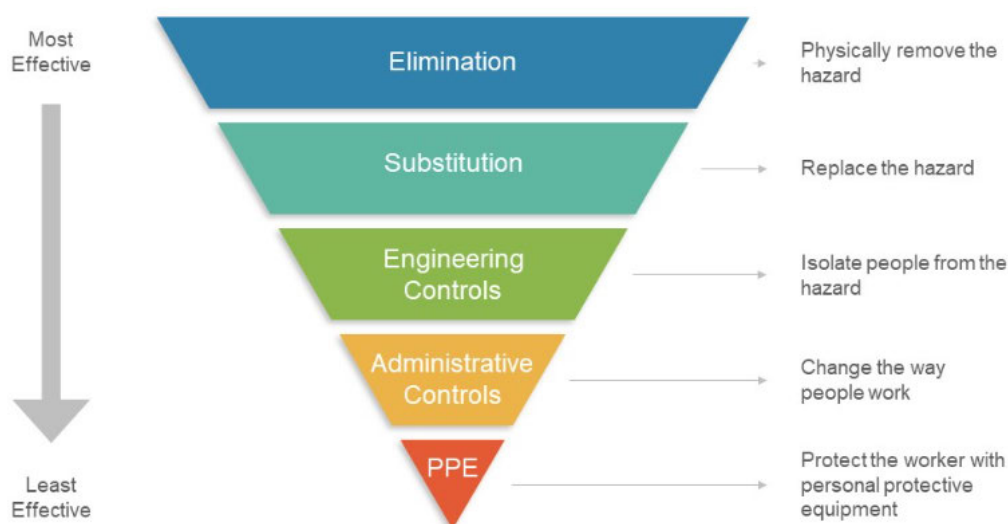 Most
Effective
Elimination
Physically remove the
hazard
Substitution
Replace the hazard
Engineering
Controls
Isolate people from the
hazard
Administrative
Controls
Change the way
people work
PPE
Protect the worker with
personal protective
equipment
Least
Effective